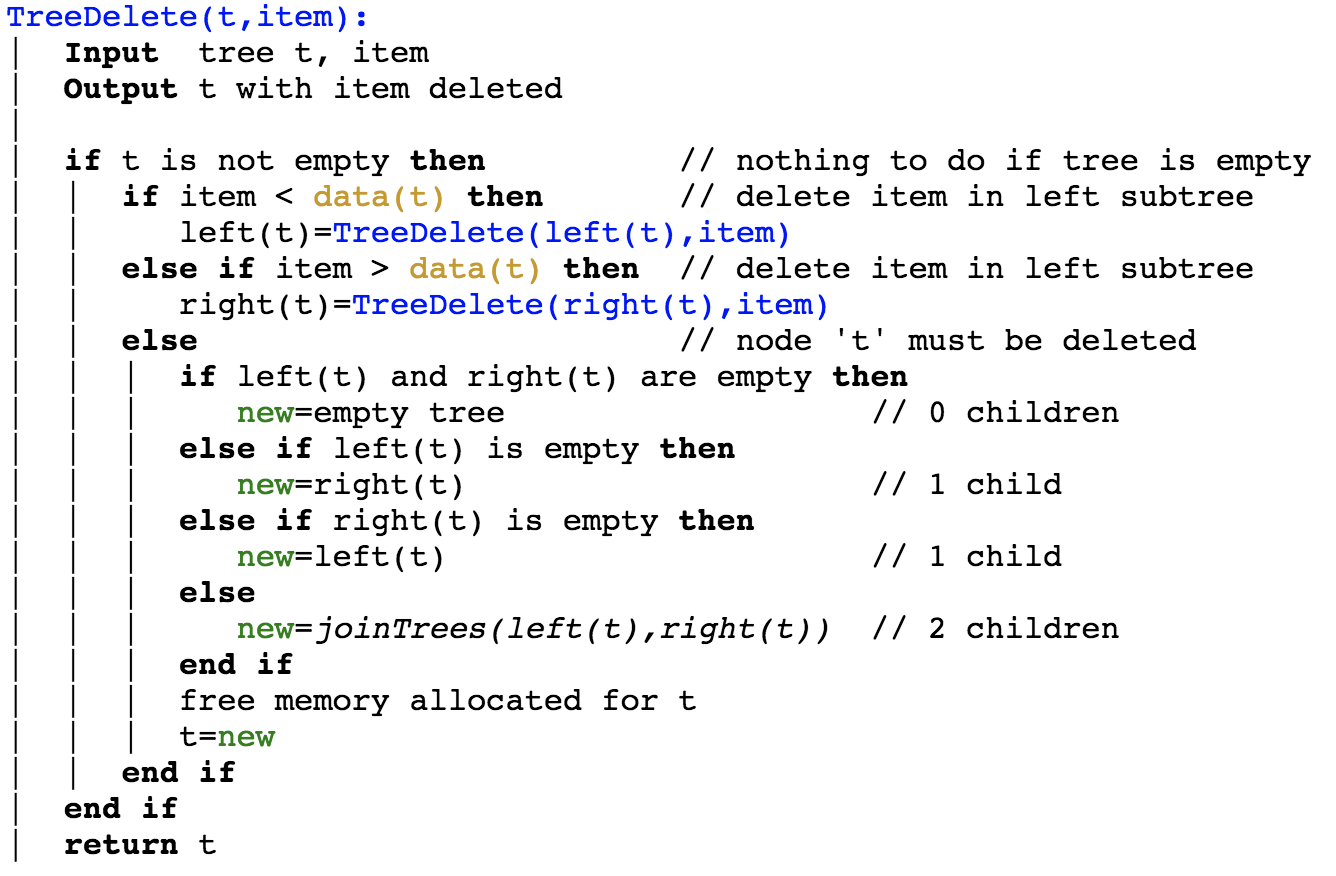 TreeDelete(t,item):
Input tree t, item
Output t with item deleted
if t is not empty then // nothing to do if tree is empty
if item < data(t) then // delete item in left subtree
left(t)=TreeDelete(left(t),item)
else if item > data(t) then // delete item in left subtree
right(t)=TreeDelete(right(t),item)
else // node 't' must be deleted
if left(t) and right(t) are empty then
new=empty tree // 0 children
else if left(t) is empty then
new=right(t) // 1 child
else if right(t) is empty then
new=left(t) // 1 child
else
new=joinTrees(left(t),right(t)) // 2 children
end if
free memory allocated for t
t=new
end if
end if
return t